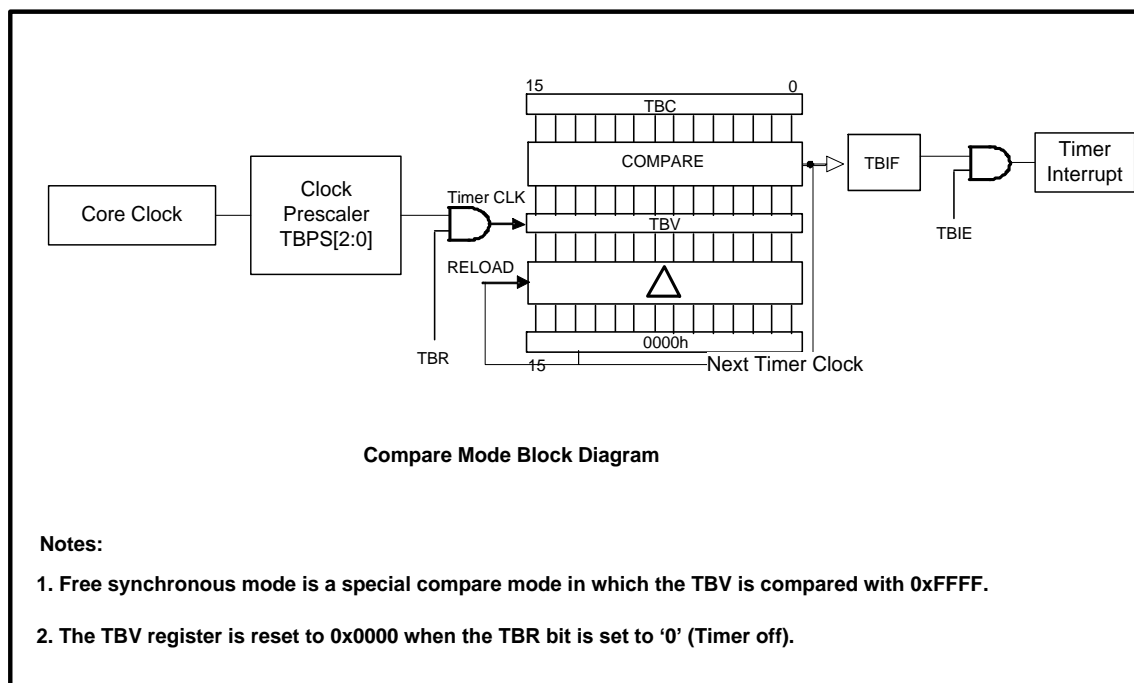 15
0
TBC
COMPARE
TBIF
Timer
Interrupt
Core Clock
Clock
Prescaler
TBPS[2:0]
Timer CLK
TBV
TBIE
RELOAD
TBR
0000h
15
Next Timer Clock
Compare Mode Block Diagram
Notes:
1. Free synchronous mode is a special compare mode in which the TBV is compared with 0xFFFF.
2. The TBV register is reset to 0x0000 when the TBR bit is set to ‘0’ (Timer off).